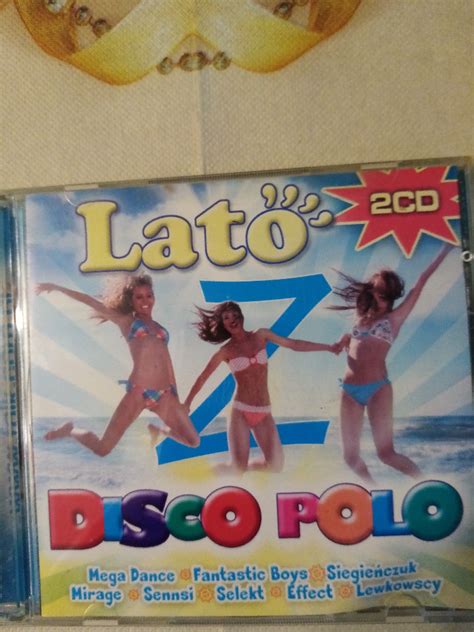 Lato
2CD
Z
DISCO POLO
Mega Dance Fantastic Boys Siegieńczuk
Mirage Sennsi Selekt Effect Lewkowscy